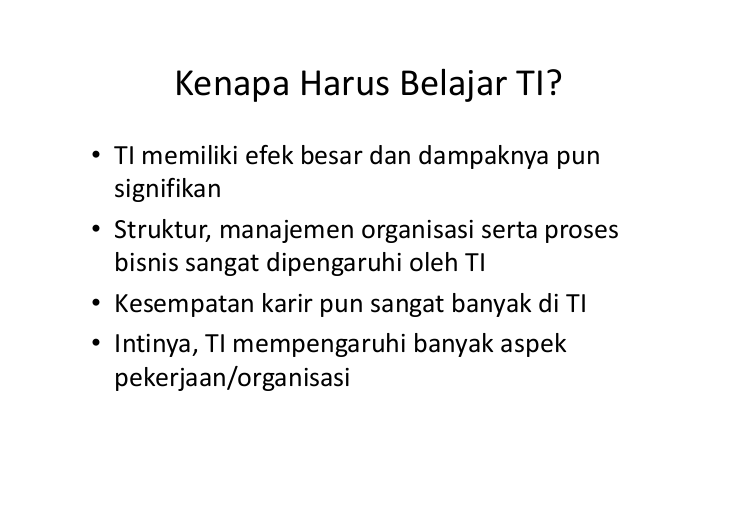 Kenapa Harus Belajar TI?
• TI memiliki efek besar dan dampaknya pun
signifikan
• Struktur, manajemen organisasi serta proses
bisnis sangat dipengaruhi oleh TI
• Kesempatan karir pun sangat banyak di TI
• Intinya, TI mempengaruhi banyak aspek
pekerjaan/organisasi